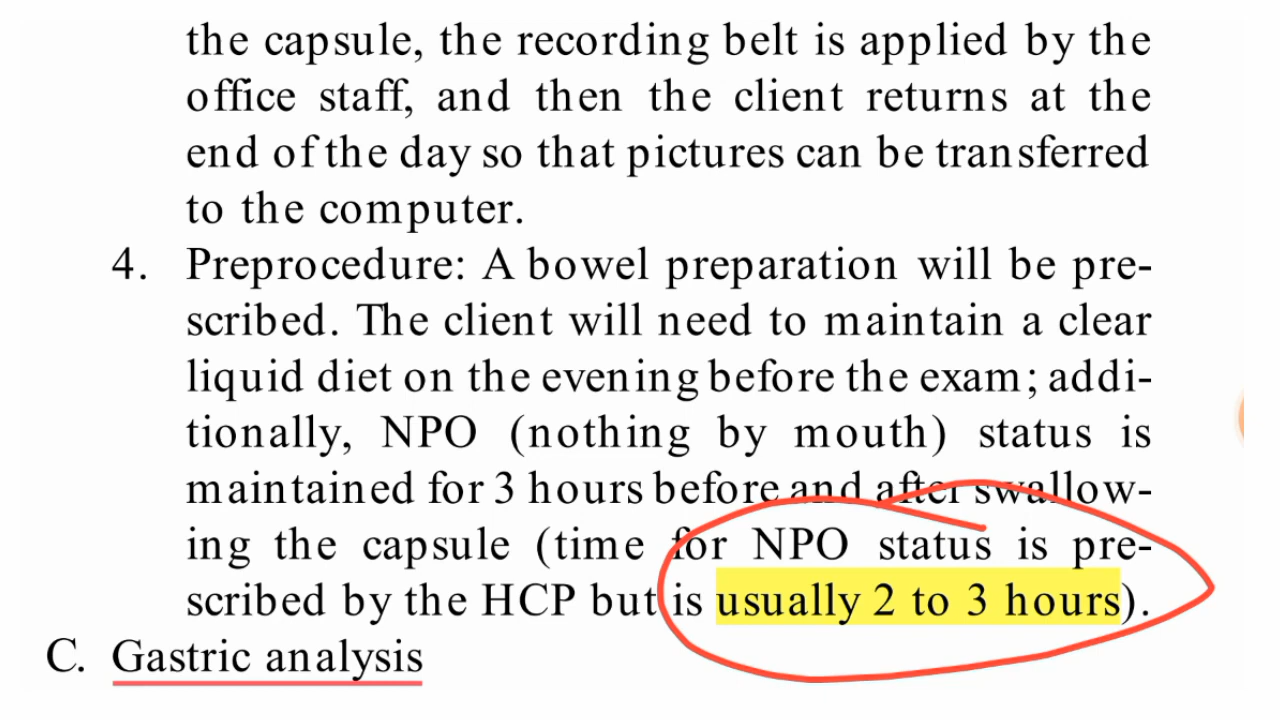 the capsule, the recording belt is applied by the
office staff, and then the client returns at the
end of the day so that pictures can be transferred
to the computer.
4. Preprocedure: A bowel preparation will be pre-
scribed. The client will need to maintain a clear
liquid diet on the evening before the exam; addi-
tionally, NPO (nothing by mouth) status is
maintained for 3 hours before and after swallow-
ing the capsule (time for NPO status is pre-
scribed by the HCP but is usually 2 to 3 hours).
C. Gastric analysis